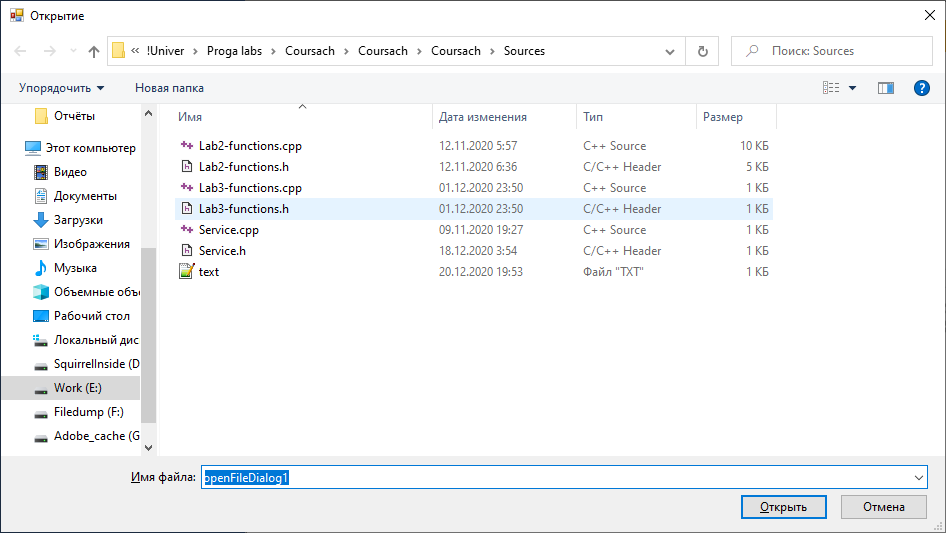 Открытие
« !Univer › Proga labs › Coursach › Coursach › Coursach › Sources
Поиск: Sources
Упорядочить Новая папка
Отчёты
Этот компьютер
Видео
Документы
Загрузки
Изображения
Музыка
Объемные объ
Рабочий стол
Локальный дис
SquirrelInside (D
Work (E:)
Filedump (F:)
Adobe_cache (G
Имя Дата изменения Тип Размер
Lab2-functions.cpp 12.11.2020 5:57 C++ Source 10 КБ
Lab2-functions.h 12.11.2020 6:36 C/C++ Header 5 КБ
Lab3-functions.cpp 01.12.2020 23:50 C++ Source 1 КБ
Lab3-functions.h 01.12.2020 23:50 C/C++ Header 1 КБ
Service.cpp 09.11.2020 19:27 C++ Source 1 КБ
Service.h 18.12.2020 3:54 C/C++ Header 1 КБ
text 20.12.2020 19:53 Файл "TXT" 1 КБ
Имя файла: openFileDialog1
Открыть Отмена